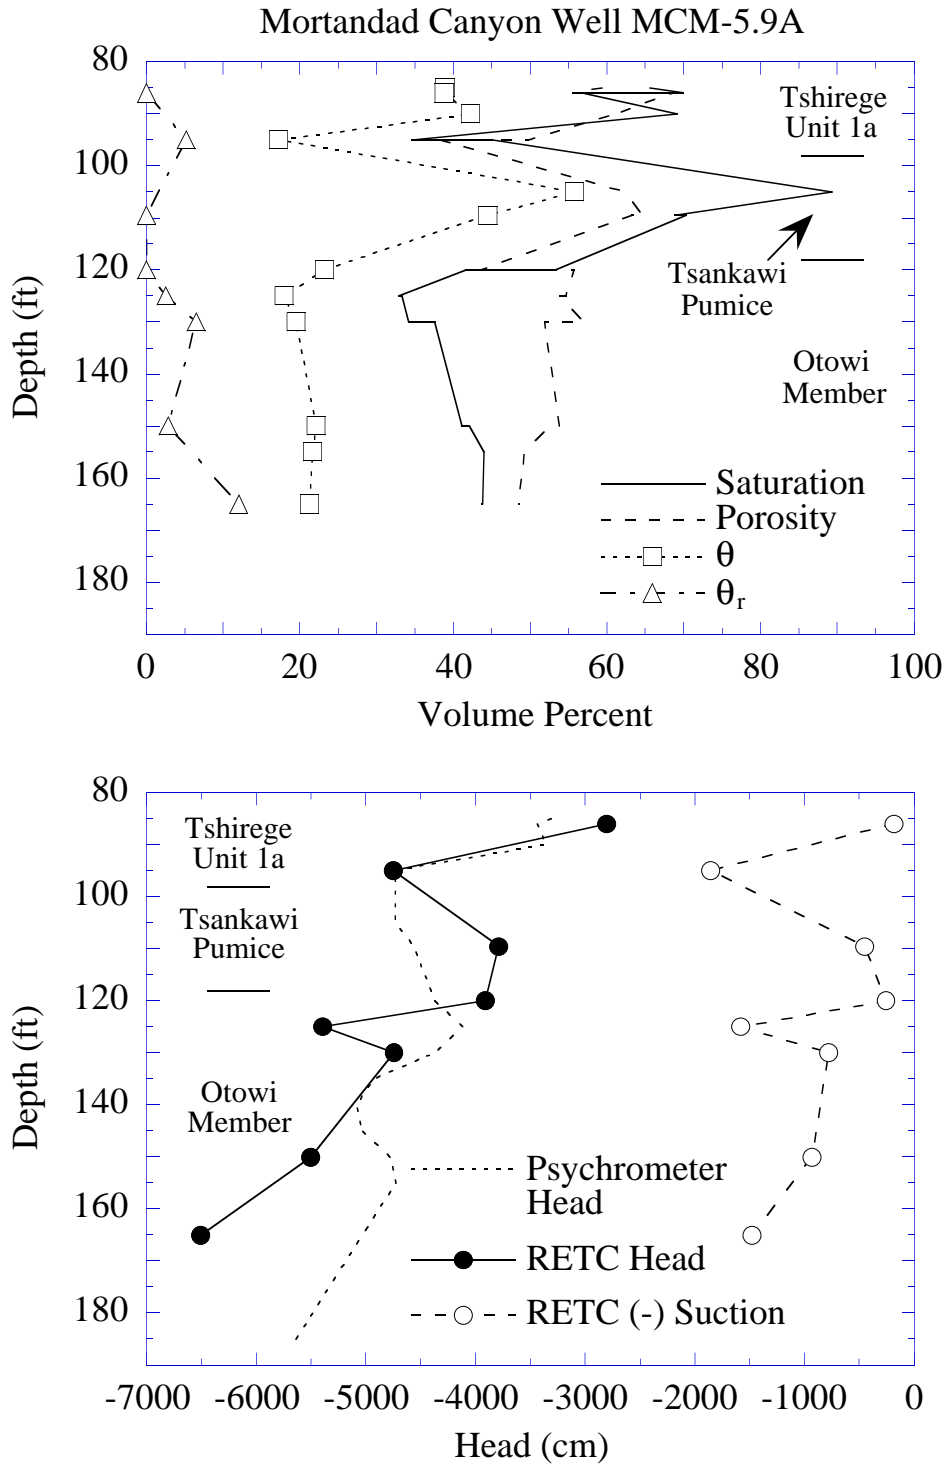 Mortandad Canyon Well MCM-5.9A
80
100
120
140
160
180
Depth (ft)
Tshirege
Unit 1a
Tsankawi
Pumice
Otowi
Member
Saturation
Porosity
θ
θr
0 20 40 60 80 100
Volume Percent
80
100
120
140
160
180
Depth (ft)
Tshirege
Unit 1a
Tsankawi
Pumice
Otowi
Member
Psychrometer
Head
RETC Head
RETC (-) Suction
-7000 -6000 -5000 -4000 -3000 -2000 -1000 0
Head (cm)